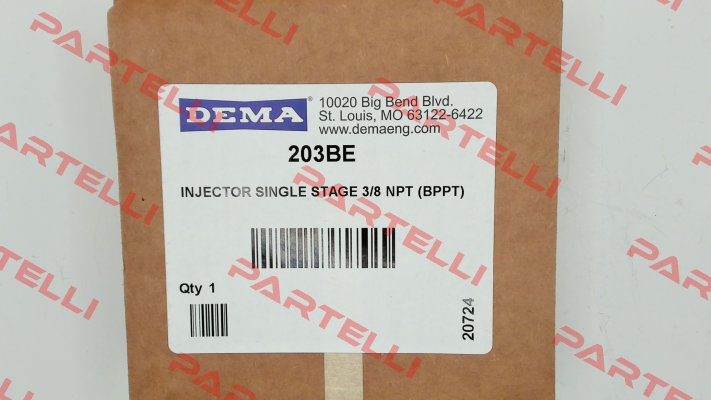 DEMA®
10020 Big Bend Blvd.
St. Louis, MO 63122-6422
www.demaeng.com
203BE
INJECTOR SINGLE STAGE 3/8 NPT (BPPT)
Qty 1
20724
PARTELLI
PARTELLI
PARTELLI
PARTELLI
PARTELLI
PARTELLI
PARTELLI
PARTELLI
PARTELLI